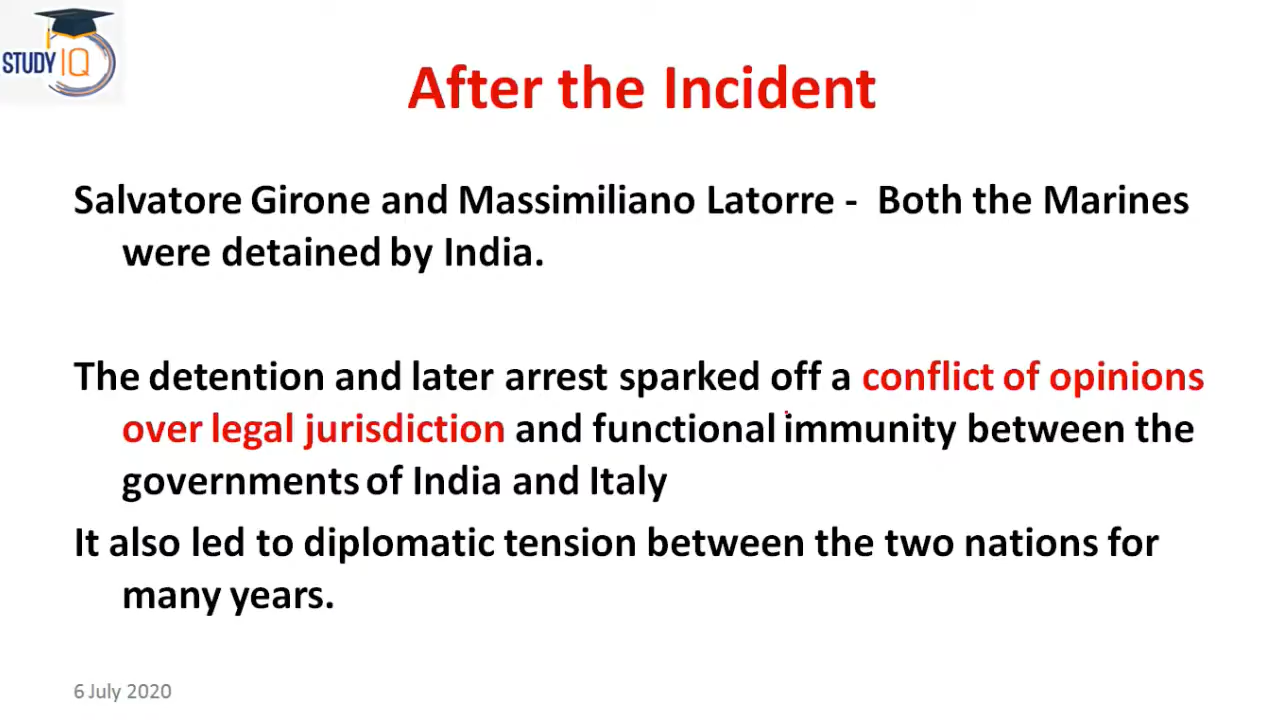 STUDY IQ
After the Incident
Salvatore Girone and Massimiliano Latorre - Both the Marines
were detained by India.
The detention and later arrest sparked off a conflict of opinions
over legal jurisdiction and functional immunity between the
governments of India and Italy
It also led to diplomatic tension between the two nations for
many years.
6 July 2020